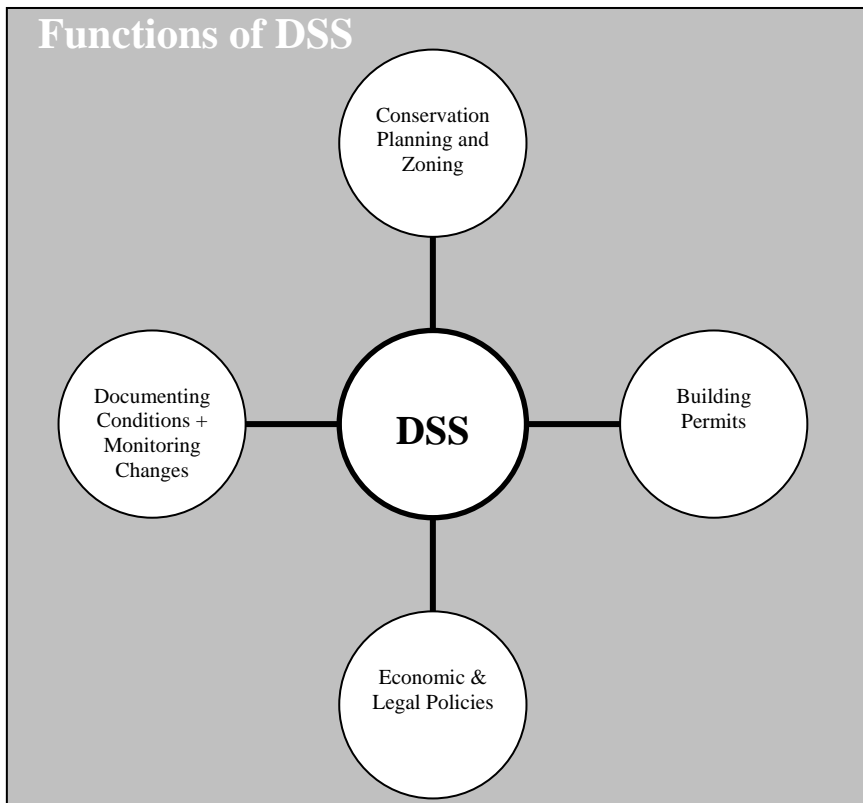 Functions of DSS
Conservation
Planning and
Zoning
Documenting
Conditions +
Monitoring
Changes
DSS
Building
Permits
Economic &
Legal Policies